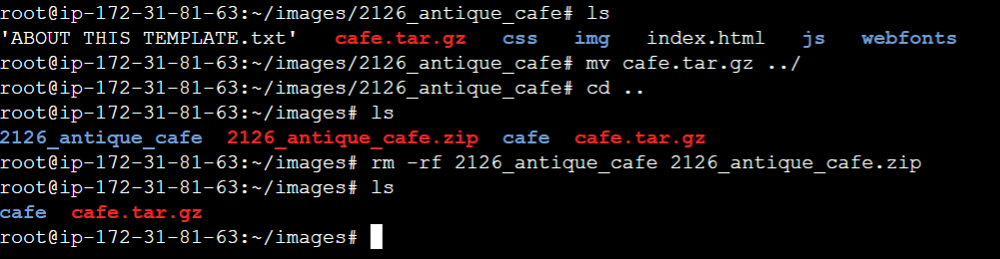 root@ip-172-31-81-63:~/images/2126_antique_cafe# ls
'ABOUT THIS TEMPLATE.txt'   cafe.tar.gz   css   img   index.html   js   webfonts
root@ip-172-31-81-63:~/images/2126_antique_cafe# mv cafe.tar.gz ../
root@ip-172-31-81-63:~/images/2126_antique_cafe# cd ..
root@ip-172-31-81-63:~/images# ls
2126_antique_cafe  2126_antique_cafe.zip  cafe  cafe.tar.gz
root@ip-172-31-81-63:~/images# rm -rf 2126_antique_cafe 2126_antique_cafe.zip
root@ip-172-31-81-63:~/images# ls
cafe  cafe.tar.gz
root@ip-172-31-81-63:~/images#